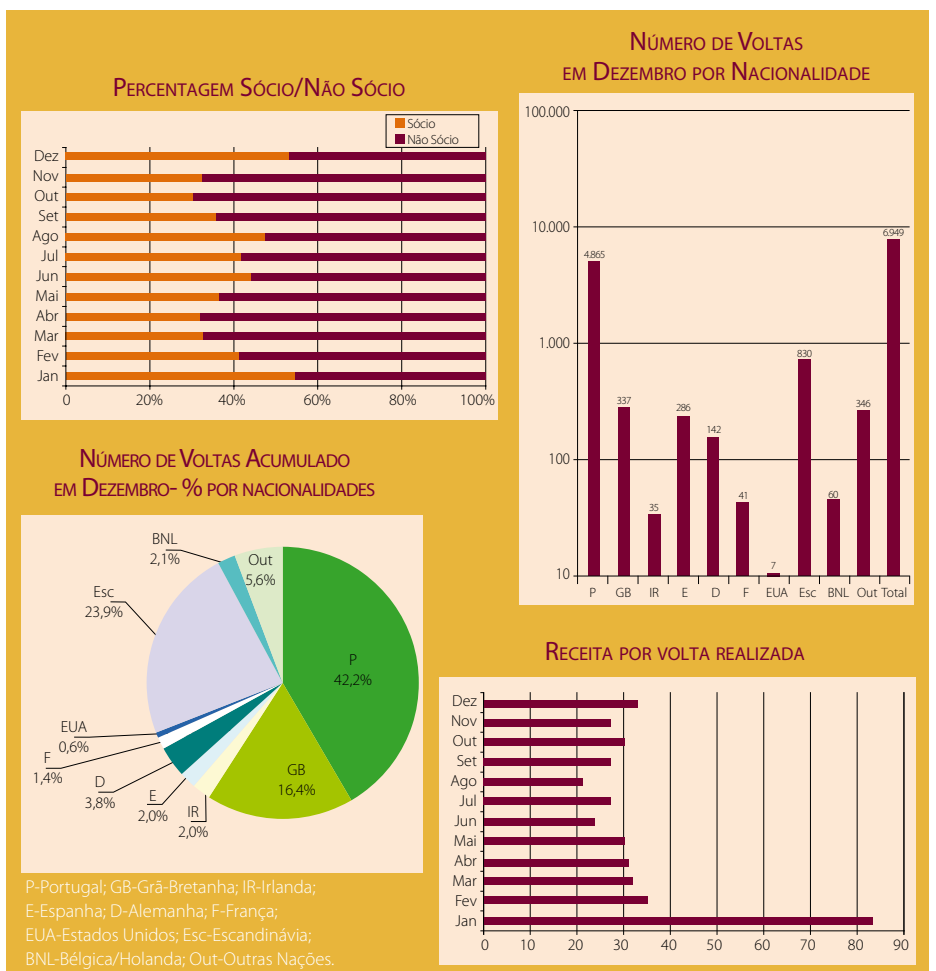 Percentagem Sócio/Não Sócio
Sócio
Não Sócio
Dez
Nov
Out
Set
Ago
Jul
Jun
Mai
Abr
Mar
Fev
Jan
0 20% 40% 60% 80% 100%
Número de Voltas
em Dezembro por Nacionalidade
100.000
10.000
1.000
100
10
4.865
337
35
286
142
41
7
830
60
346
6.949
P GB IR E D F EUA Esc BNL Out Total
Número de Voltas Acumulado
em Dezembro- % por nacionalidades
BNL
2,1%
Out
5,6%
Esc
23,9%
P
42,2%
EUA
0,6%
F
1,4%
D
3,8%
E
2,0%
IR
2,0%
GB
16,4%
P-Portugal; GB-Grã-Bretanha; IR-Irlanda;
E-Espanha; D-Alemanha; F-França;
EUA-Estados Unidos; Esc-Escandinávia;
BNL-Bélgica/Holanda; Out-Outras Nações.
Receita por volta realizada
Dez
Nov
Out
Set
Ago
Jul
Jun
Mai
Abr
Mar
Fev
Jan
0 10 20 30 40 50 60 70 80 90